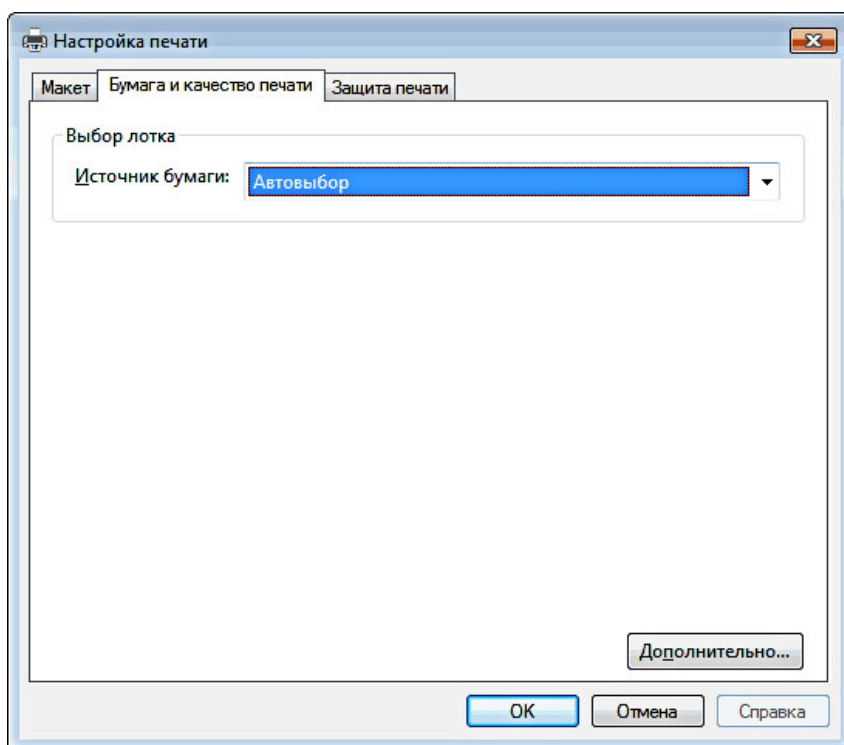 Настройка печати
Макет Бумага и качество печати Защита печати
Выбор лотка
Источник бумаги: Автовыбор
Дополнительно...
OK Отмена Справка